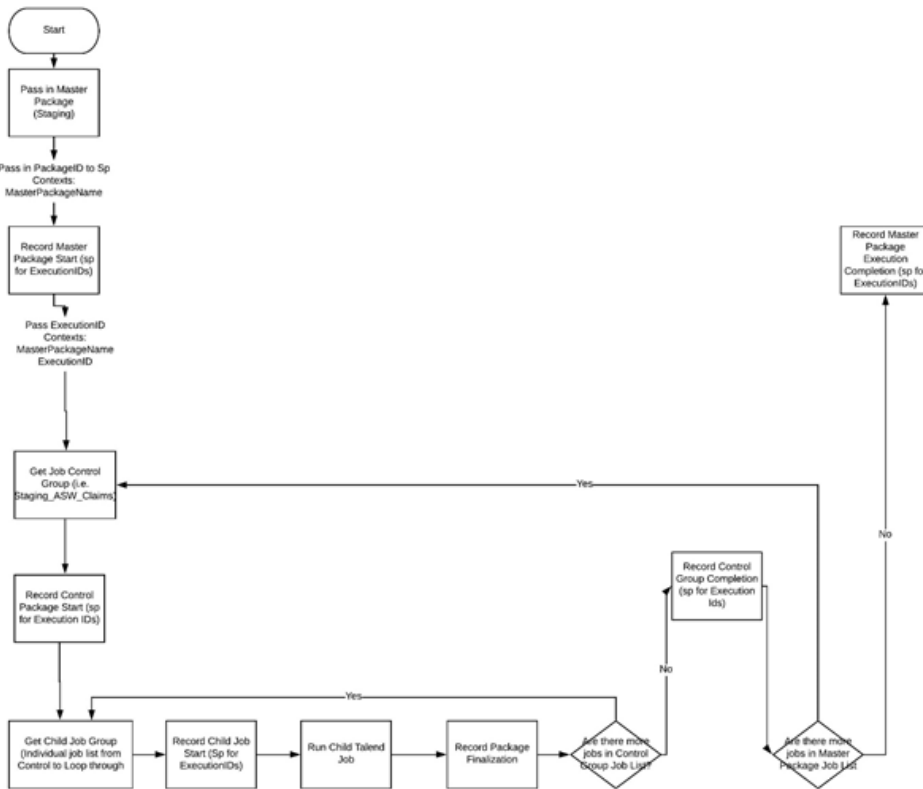 Start
Pass in Master
Package
(Staging)
Pass in PackageID to Sp
Contexts:
MasterPackageName
Record Master
Package Start (sp
for ExecutionIDs)
Pass ExecutionID
Contexts:
MasterPackageName
ExecutionID
Get Job Control
Group (i.e.
Staging_ASW_Claims)
Record Control
Package Start (sp
for Execution IDs)
Get Child Job Group
(Individual job list from
Control to Loop through
Record Child Job
Start (Sp for
ExecutionIDs)
Run Child Talend
Job
Record Package
Finalization
Are there more
jobs in Control
Group Job List?
Yes
No
Record Control
Group Completion
(sp for Execution
Ids)
Are there more
jobs in Master
Package Job List
Yes
No
Record Master
Package
Execution
Completion (sp for
ExecutionIDs)